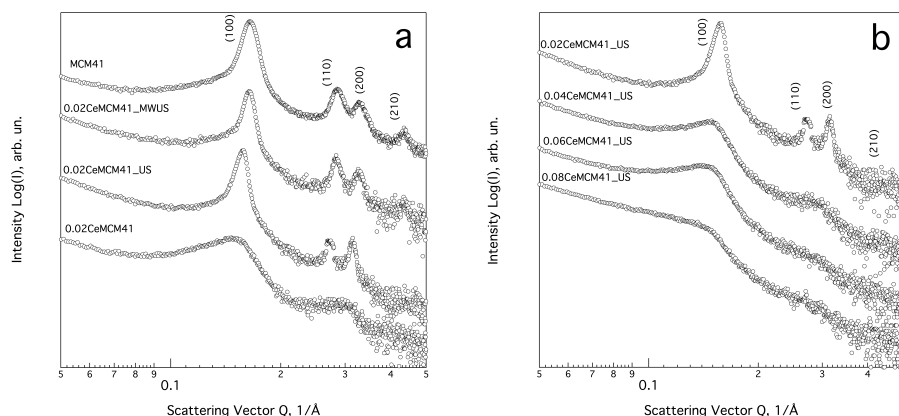 a
(100)
(110)
(200)
(210)
MCM41
0.02CeMCM41_MWUS
0.02CeMCM41_US
0.02CeMCM41
Intensity Log(I), arb. un.
5 6 7 8 9 0.1 2 3 4 5
Scattering Vector Q, 1/Å
b
(100)
(110)
(200)
(210)
0.02CeMCM41_US
0.04CeMCM41_US
0.06CeMCM41_US
0.08CeMCM41_US
Intensity Log(I), arb. un.
5 6 7 8 9 0.1 2 3 4 5
Scattering Vector Q, 1/Å